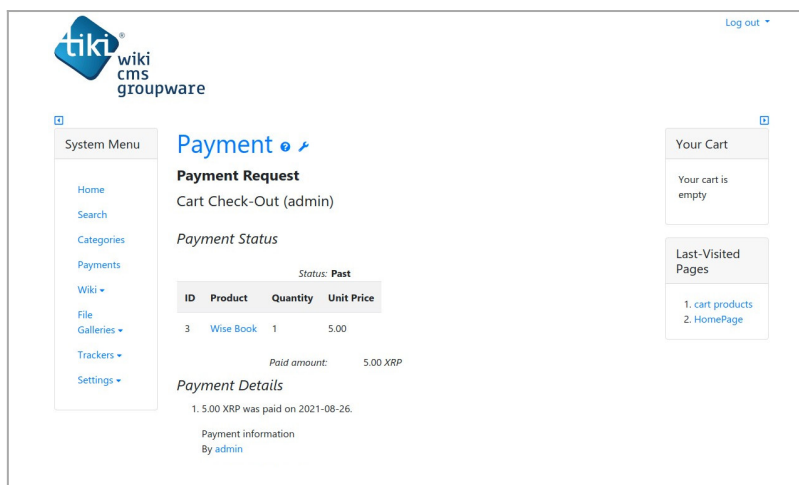 Log out
tiki®
wiki
cms
groupware
System Menu
Home
Search
Categories
Payments
Wiki
File
Galleries
Trackers
Settings
Payment
Payment Request
Cart Check-Out (admin)
Payment Status
Status: Past
ID Product Quantity Unit Price
3 Wise Book 1 5.00
Paid amount: 5.00 XRP
Payment Details
1. 5.00 XRP was paid on 2021-08-26.
Payment information
By admin
Your Cart
Your cart is
empty
Last-Visited
Pages
1. cart products
2. HomePage